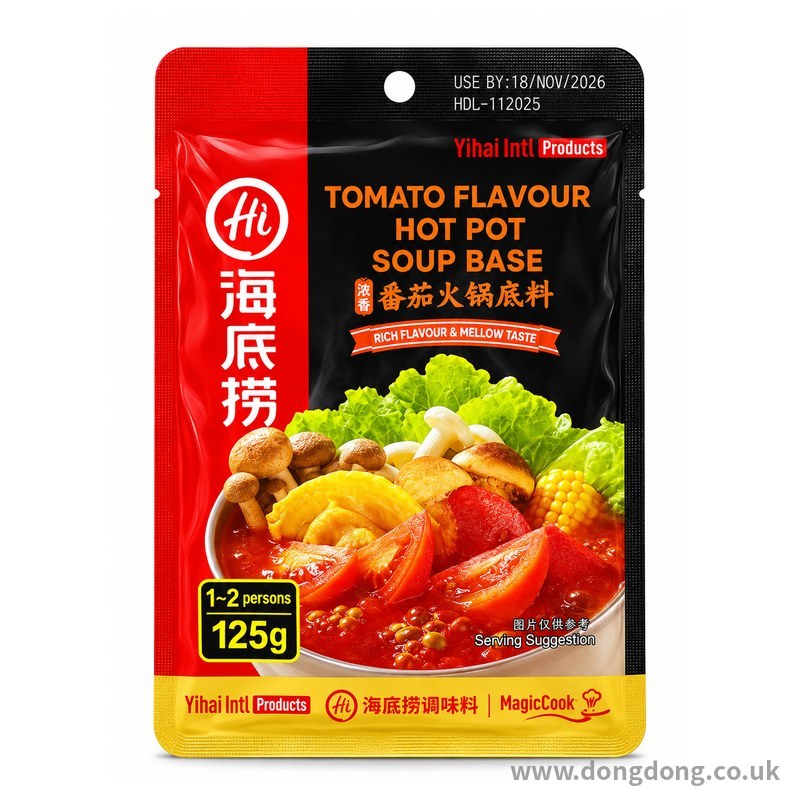 USE BY:18/NOV/2026
HDL-112025
Yihai Intl Products
Hi
海底捞
TOMATO FLAVOUR
HOT POT
SOUP BASE
浓香 番茄火锅底料
RICH FLAVOUR & MELLOW TASTE
1~2 persons
125g
图片仅供参考
Serving Suggestion
Yihai Intl Products Hi 海底捞调味料 MagicCook
www.dongdong.co.uk